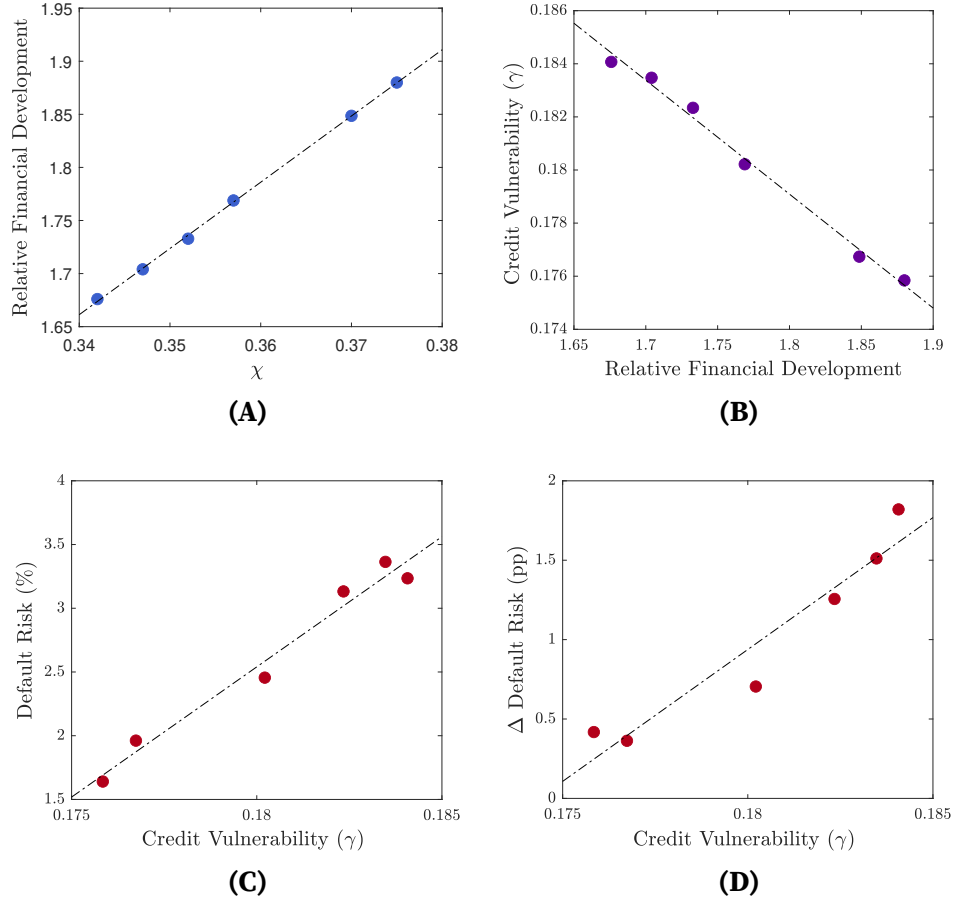 Relative Financial Development
1.95
1.9
1.85
1.8
1.75
1.7
1.65
0.34 0.35 0.36 0.37 0.38
χ
(A)
Credit Vulnerability (γ)
0.186
0.184
0.182
0.18
0.178
0.176
0.174
1.65 1.7 1.75 1.8 1.85 1.9
Relative Financial Development
(B)
Default Risk (%)
4
3.5
3
2.5
2
1.5
0.175 0.18 0.185
Credit Vulnerability (γ)
(C)
Δ Default Risk (pp)
2
1.5
1
0.5
0
0.175 0.18 0.185
Credit Vulnerability (γ)
(D)